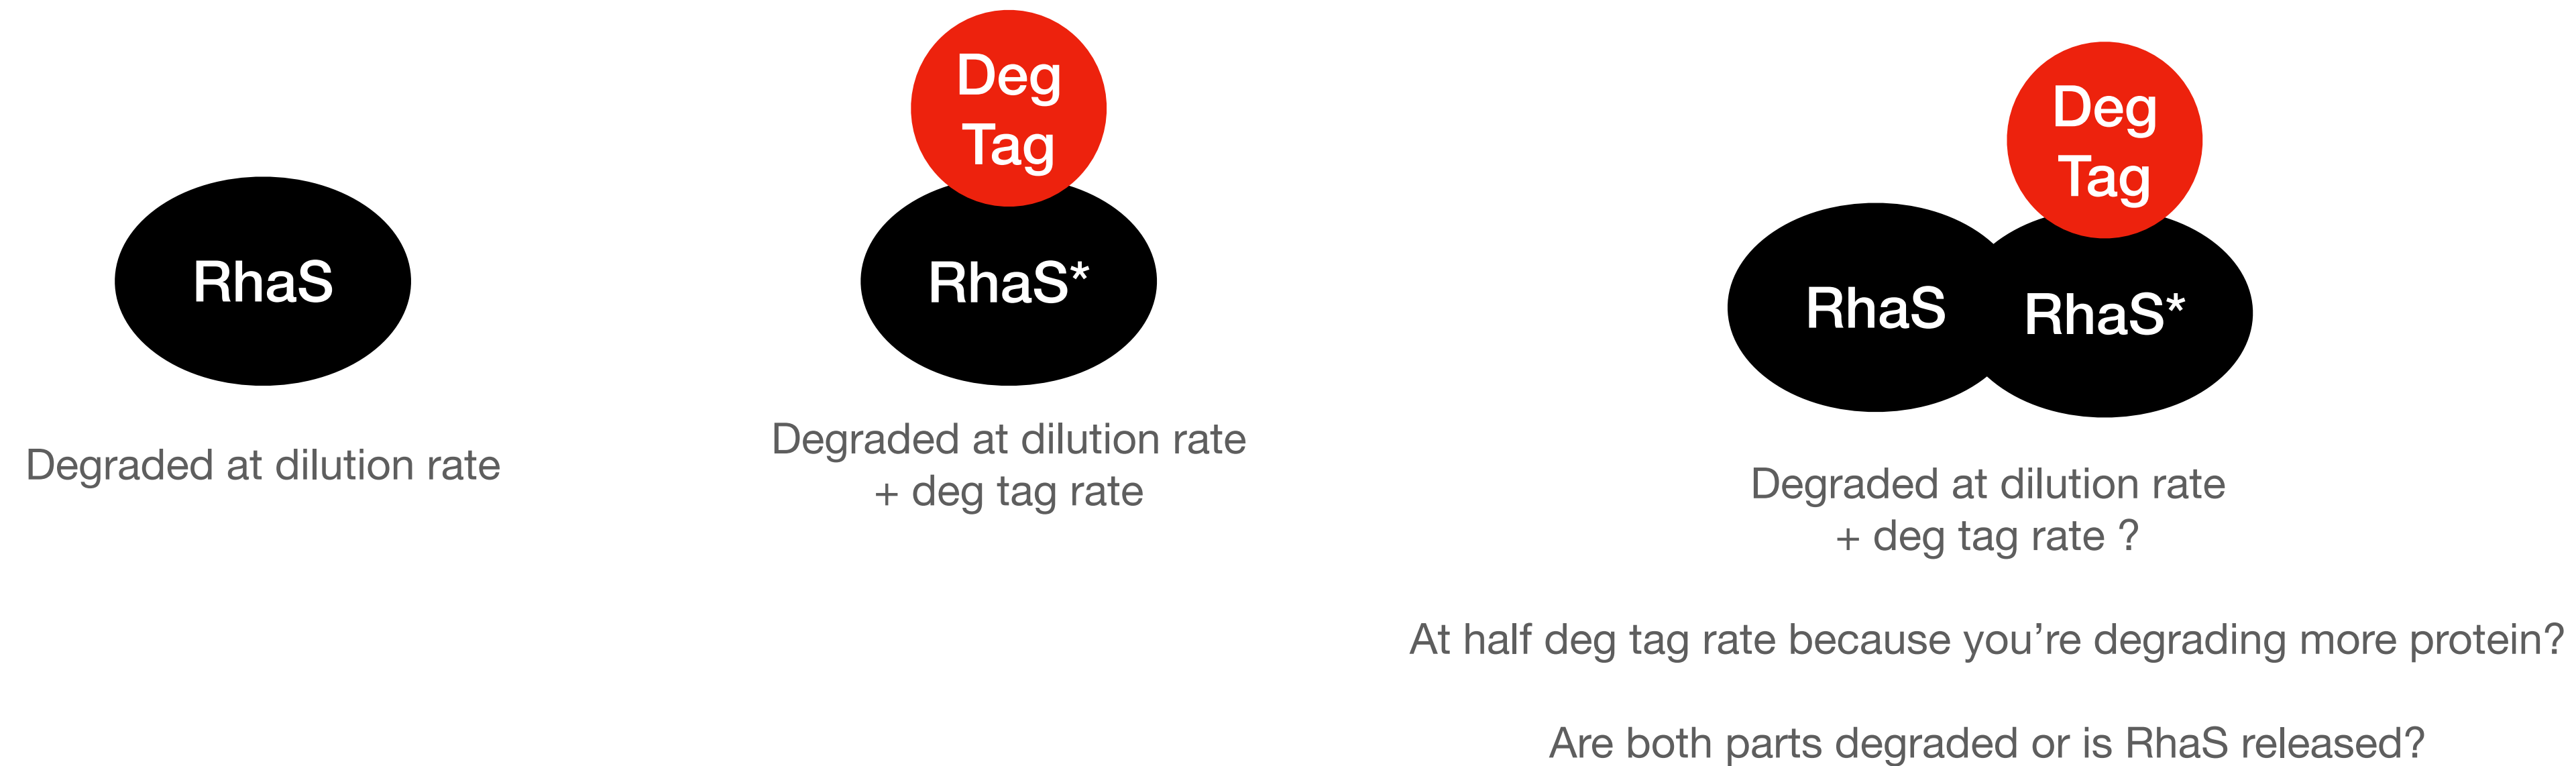 RhaS
Degraded at dilution rate
Deg
Tag
RhaS*
Degraded at dilution rate
+ deg tag rate
Deg
Tag
RhaS
RhaS*
Degraded at dilution rate
+ deg tag rate ?
At half deg tag rate because you’re degrading more protein?
Are both parts degraded or is RhaS released?